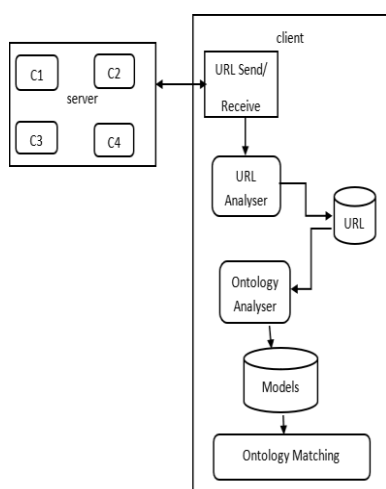 client
C1
C2
server
C3
C4
URL Send/
Receive
URL
Analyser
URL
Ontology
Analyser
Models
Ontology Matching